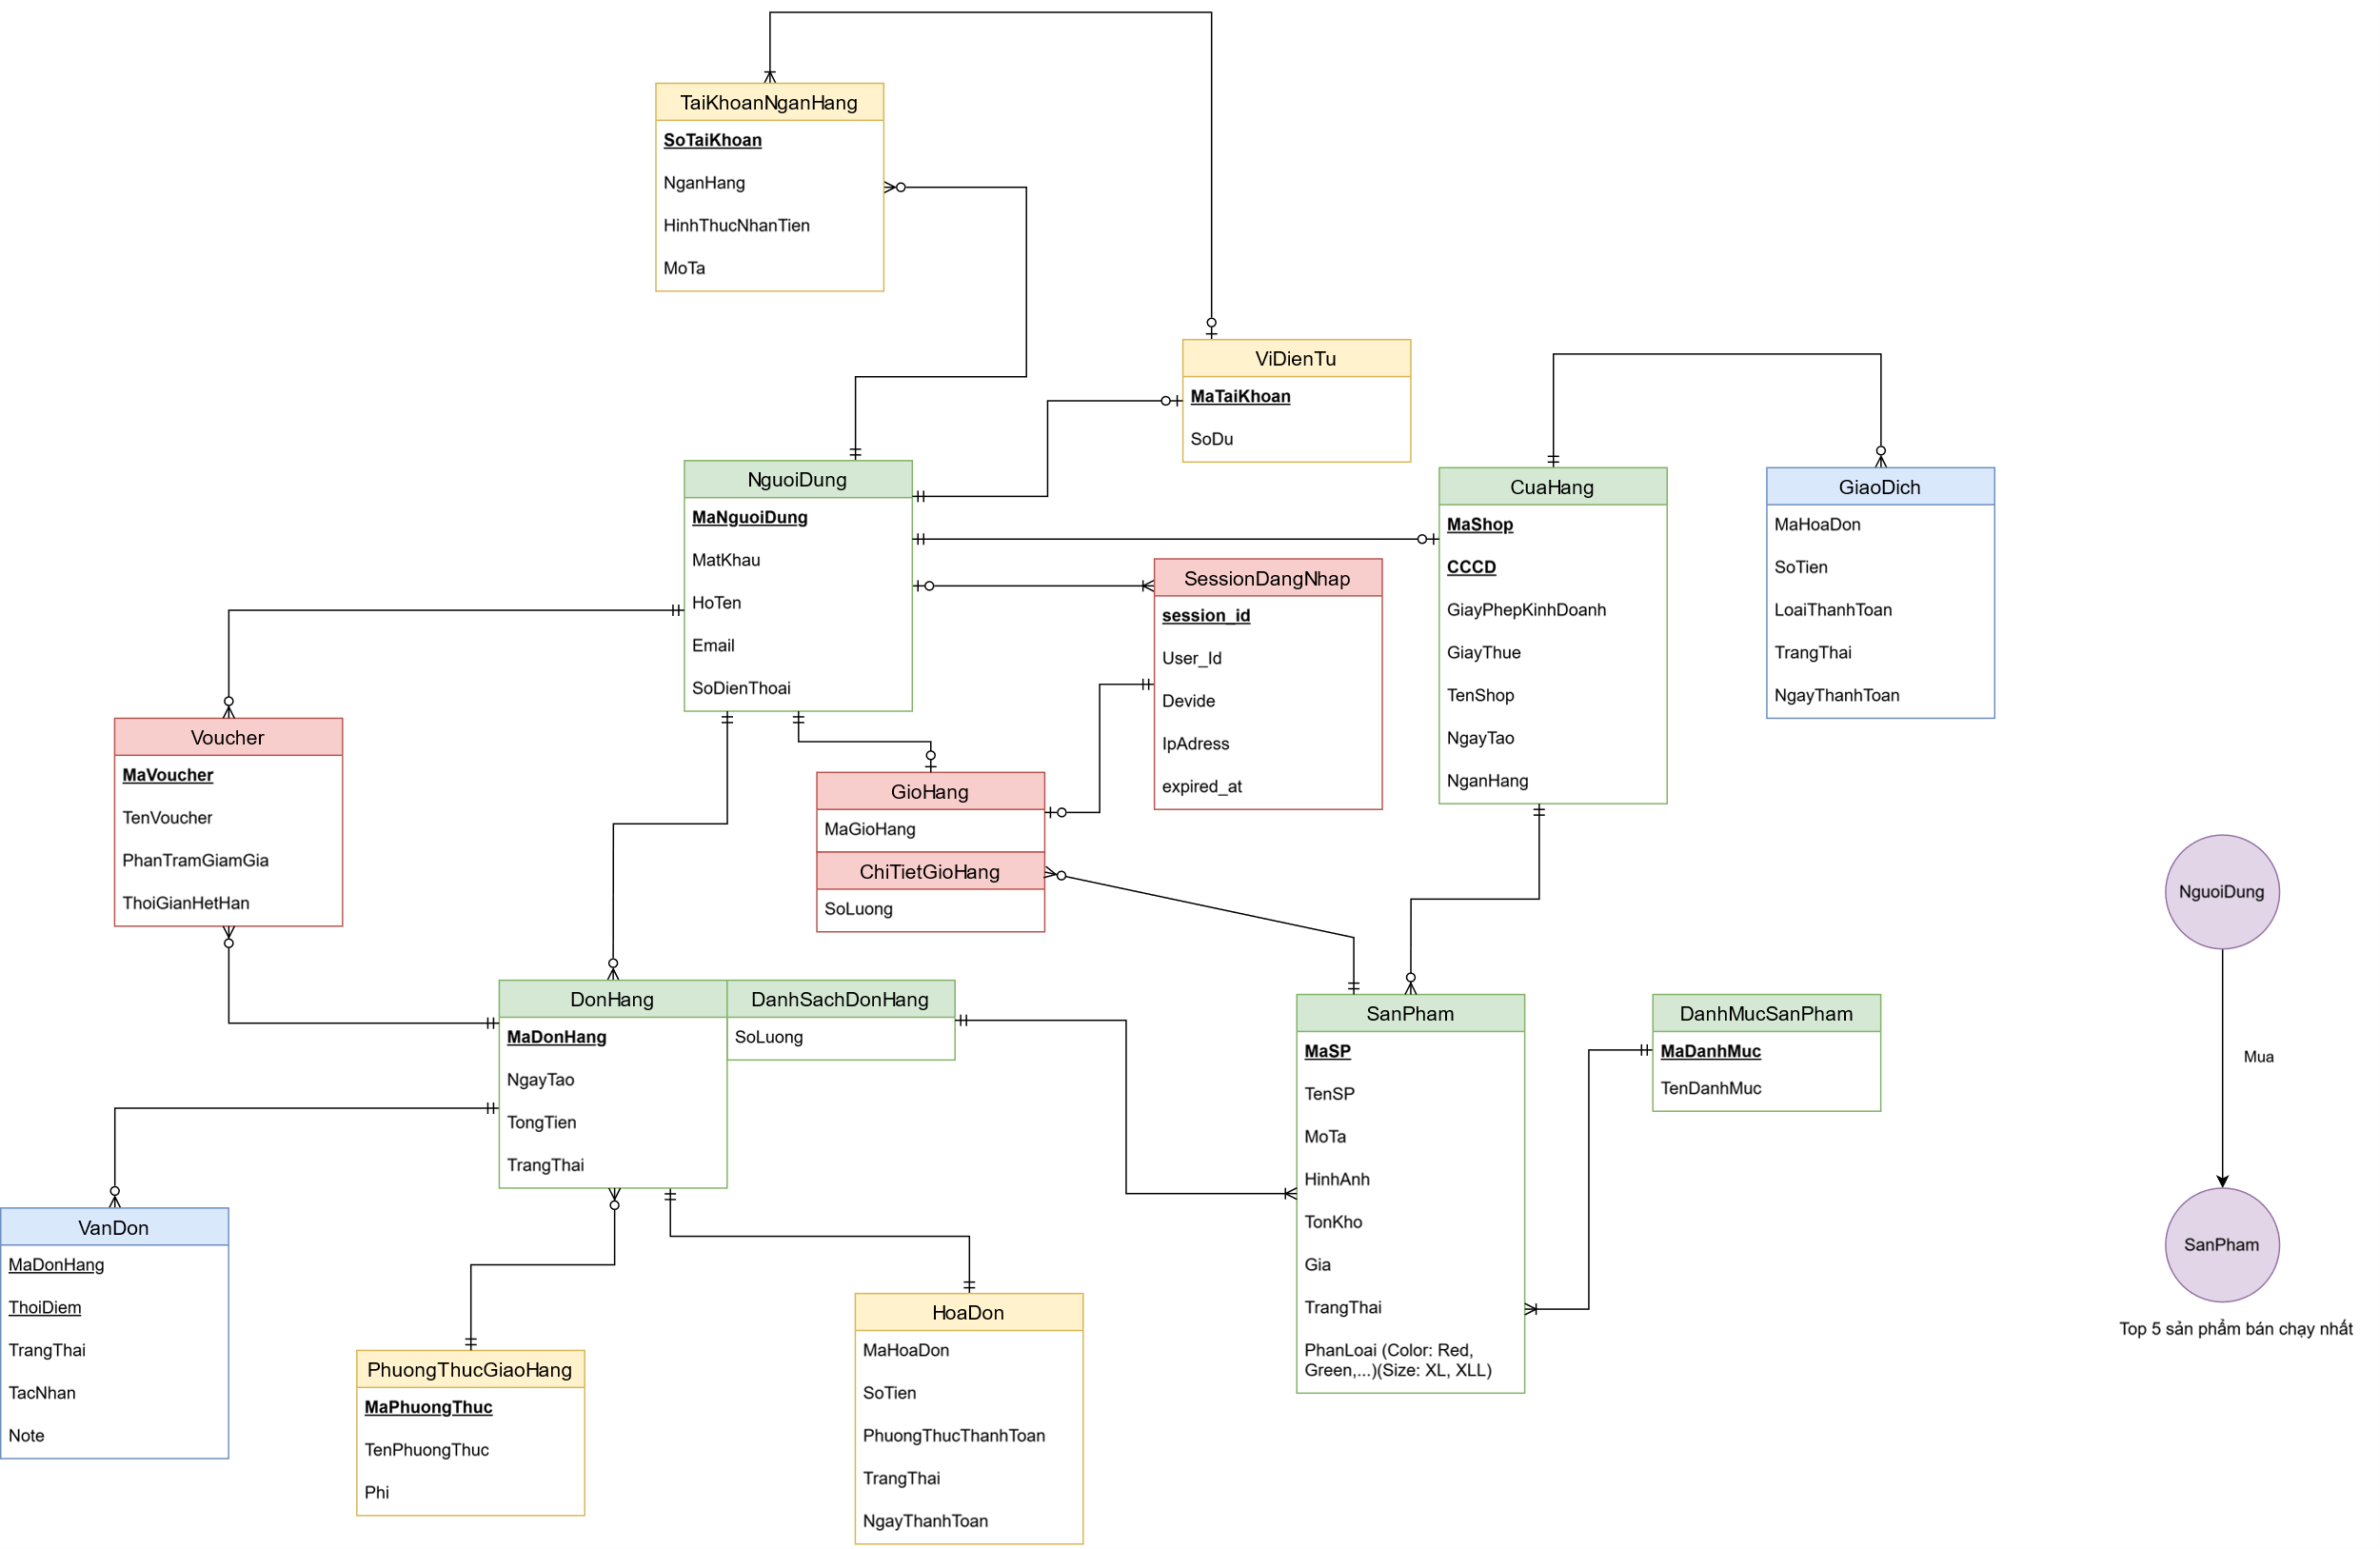 TaiKhoanNganHang
SoTaiKhoan
NganHang
HinhThucNhanTien
MoTa
ViDienTu
MaTaiKhoan
SoDu
NguoiDung
MaNguoiDung
MatKhau
HoTen
Email
SoDienThoai
CuaHang
MaShop
CCCD
GiayPhepKinhDoanh
GiayThue
TenShop
NgayTao
NganHang
GiaoDich
MaHoaDon
SoTien
LoaiThanhToan
TrangThai
NgayThanhToan
SessionDangNhap
session_id
User_Id
Devide
IpAdress
expired_at
Voucher
MaVoucher
TenVoucher
PhanTramGiamGia
ThoiGianHetHan
GioHang
MaGioHang
ChiTietGioHang
SoLuong
DonHang
MaDonHang
NgayTao
TongTien
TrangThai
DanhSachDonHang
SoLuong
SanPham
MaSP
TenSP
MoTa
HinhAnh
TonKho
Gia
TrangThai
PhanLoai (Color: Red,
Green,...)(Size: XL, XLL)
DanhMucSanPham
MaDanhMuc
TenDanhMuc
VanDon
MaDonHang
ThoiDiem
TrangThai
TacNhan
Note
PhuongThucGiaoHang
MaPhuongThuc
TenPhuongThuc
Phi
HoaDon
MaHoaDon
SoTien
PhuongThucThanhToan
TrangThai
NgayThanhToan
NguoiDung
Mua
SanPham
Top 5 sản phẩm bán chạy nhất